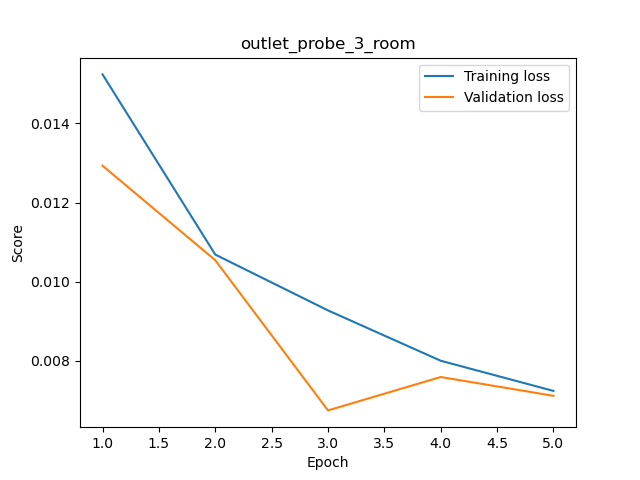 outlet_probe_3_room
Training loss
Validation loss
0.014
0.012
0.010
0.008
Score
1.0 1.5 2.0 2.5 3.0 3.5 4.0 4.5 5.0
Epoch